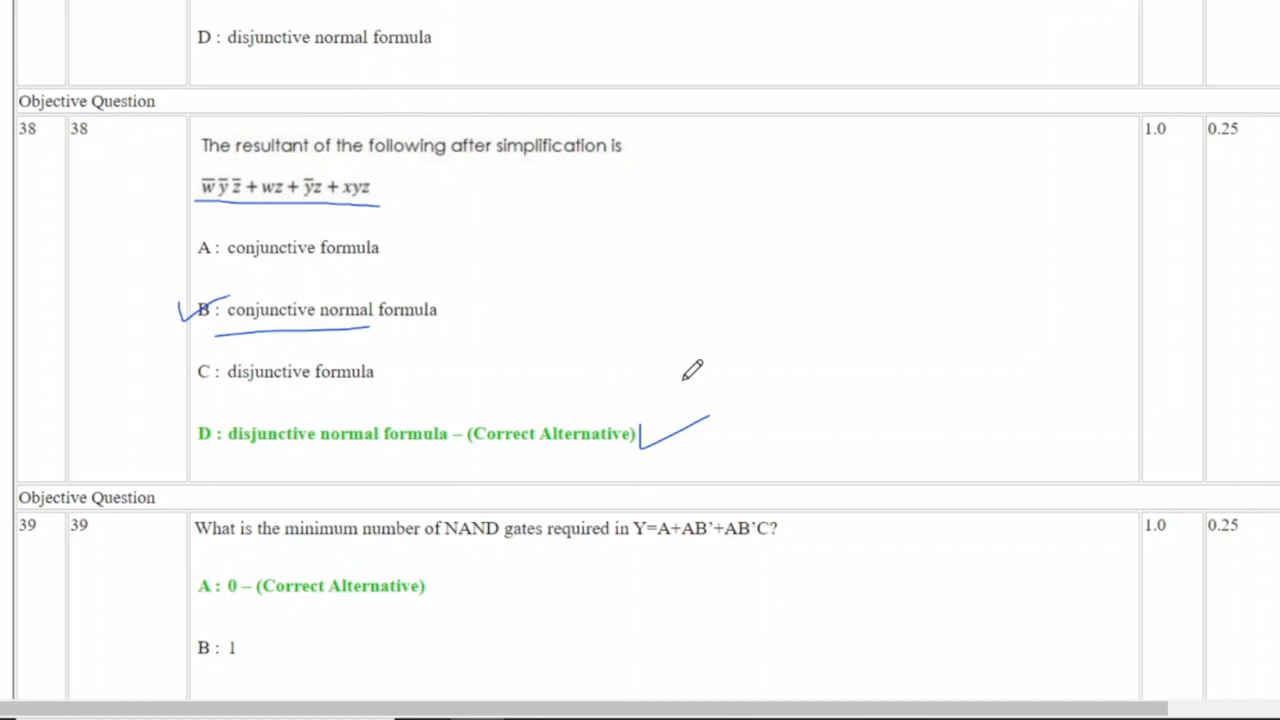 D : disjunctive normal formula
Objective Question
38 38 The resultant of the following after simplification is 1.0 0.25
w̅ y̅ z̅ + wz + y̅z + xyz
A : conjunctive formula
B : conjunctive normal formula
C : disjunctive formula
D : disjunctive normal formula – (Correct Alternative)
Objective Question
39 39 What is the minimum number of NAND gates required in Y=A+AB’+AB’C? 1.0 0.25
A : 0 – (Correct Alternative)
B : 1